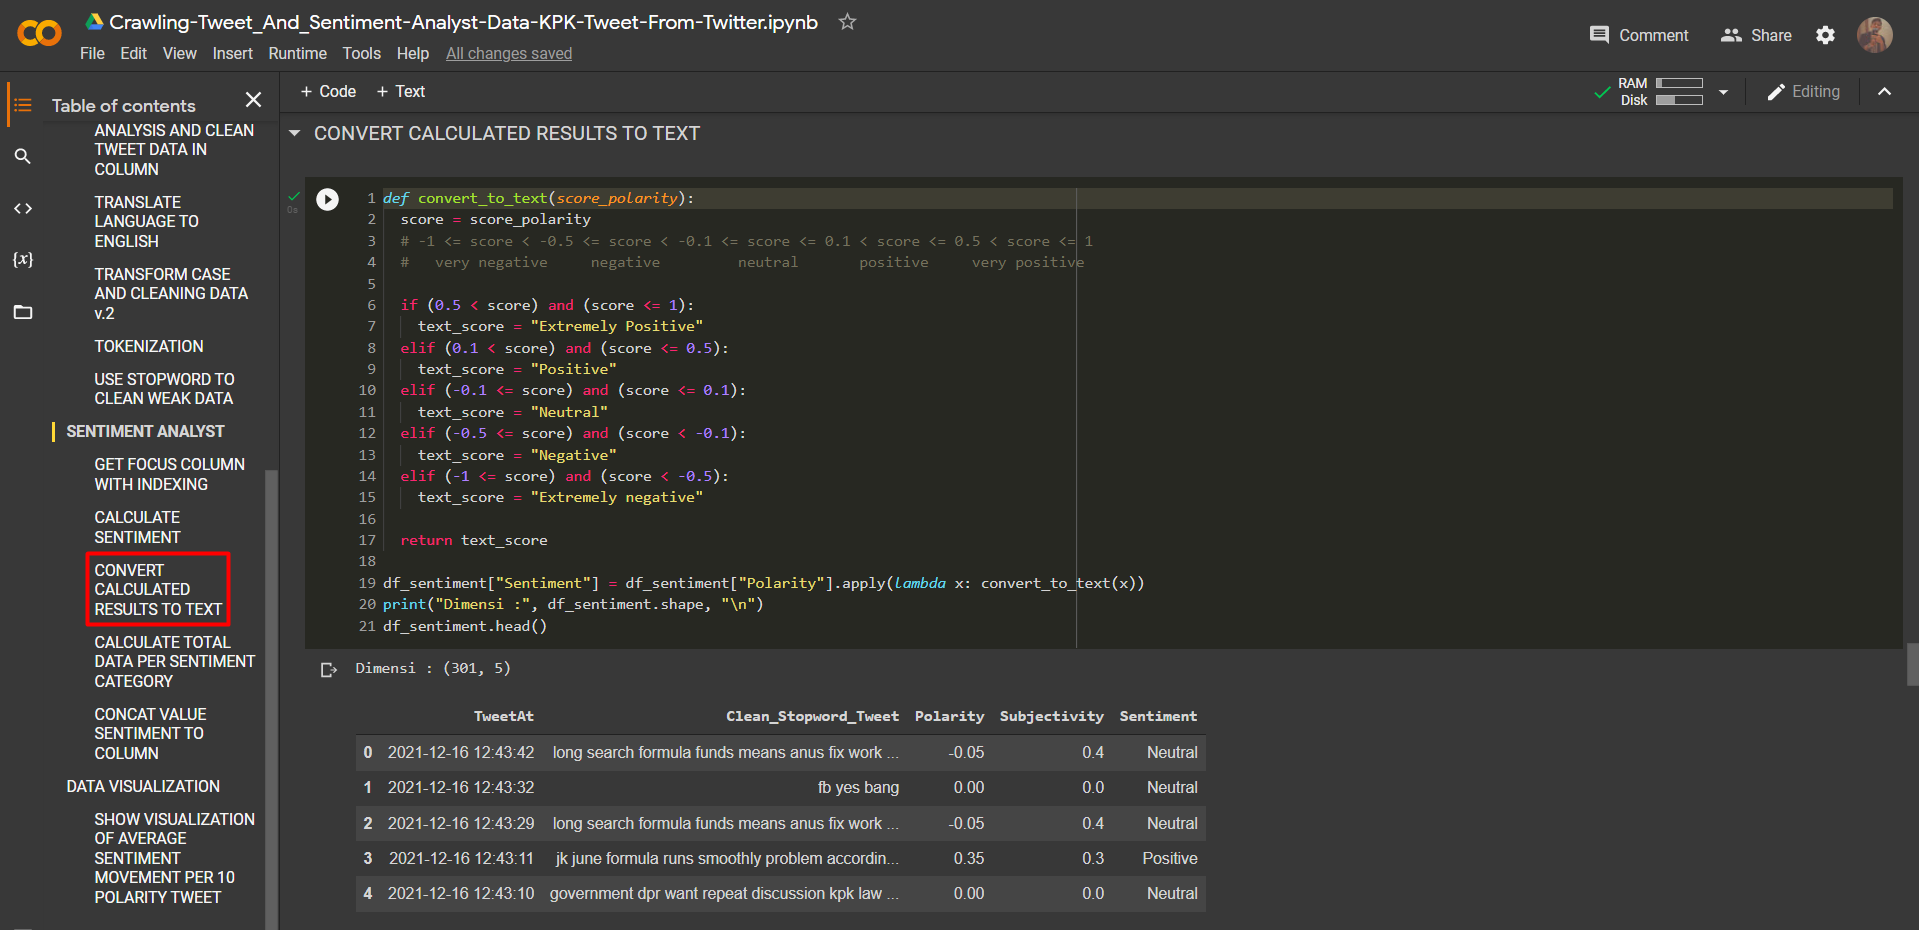 Crawling-Tweet_And_Sentiment-Analyst-Data-KPK-Tweet-From-Twitter.ipynb
File Edit View Insert Runtime Tools Help All changes saved
Comment Share
Table of contents
ANALYSIS AND CLEAN
TWEET DATA IN
COLUMN
TRANSLATE
LANGUAGE TO
ENGLISH
TRANSFORM CASE
AND CLEANING DATA
v.2
TOKENIZATION
USE STOPWORD TO
CLEAN WEAK DATA
SENTIMENT ANALYST
GET FOCUS COLUMN
WITH INDEXING
CALCULATE
SENTIMENT
CONVERT
CALCULATED
RESULTS TO TEXT
CALCULATE TOTAL
DATA PER SENTIMENT
CATEGORY
CONCAT VALUE
SENTIMENT TO
COLUMN
DATA VISUALIZATION
SHOW VISUALIZATION
OF AVERAGE
SENTIMENT
MOVEMENT PER 10
POLARITY TWEET
+ Code + Text
RAM
Disk
Editing
CONVERT CALCULATED RESULTS TO TEXT
0s
1 def convert_to_text(score_polarity):
2 score = score_polarity
3 # -1 <= score < -0.5 <= score < -0.1 <= score <= 0.1 < score <= 0.5 < score <= 1
4 # very negative negative neutral positive very positive
5
6 if (0.5 < score) and (score <= 1):
7 text_score = "Extremely Positive"
8 elif (0.1 < score) and (score <= 0.5):
9 text_score = "Positive"
10 elif (-0.1 <= score) and (score <= 0.1):
11 text_score = "Neutral"
12 elif (-0.5 <= score) and (score < -0.1):
13 text_score = "Negative"
14 elif (-1 <= score) and (score < -0.5):
15 text_score = "Extremely negative"
16
17 return text_score
18
19 df_sentiment["Sentiment"] = df_sentiment["Polarity"].apply(lambda x: convert_to_text(x))
20 print("Dimensi :", df_sentiment.shape, "\n")
21 df_sentiment.head()
Dimensi : (301, 5)
TweetAt Clean_Stopword_Tweet Polarity Subjectivity Sentiment
0 2021-12-16 12:43:42 long search formula funds means anus fix work ... -0.05 0.4 Neutral
1 2021-12-16 12:43:32 fb yes bang 0.00 0.0 Neutral
2 2021-12-16 12:43:29 long search formula funds means anus fix work ... -0.05 0.4 Neutral
3 2021-12-16 12:43:11 jk june formula runs smoothly problem accordin... 0.35 0.3 Positive
4 2021-12-16 12:43:10 government dpr want repeat discussion kpk law ... 0.00 0.0 Neutral